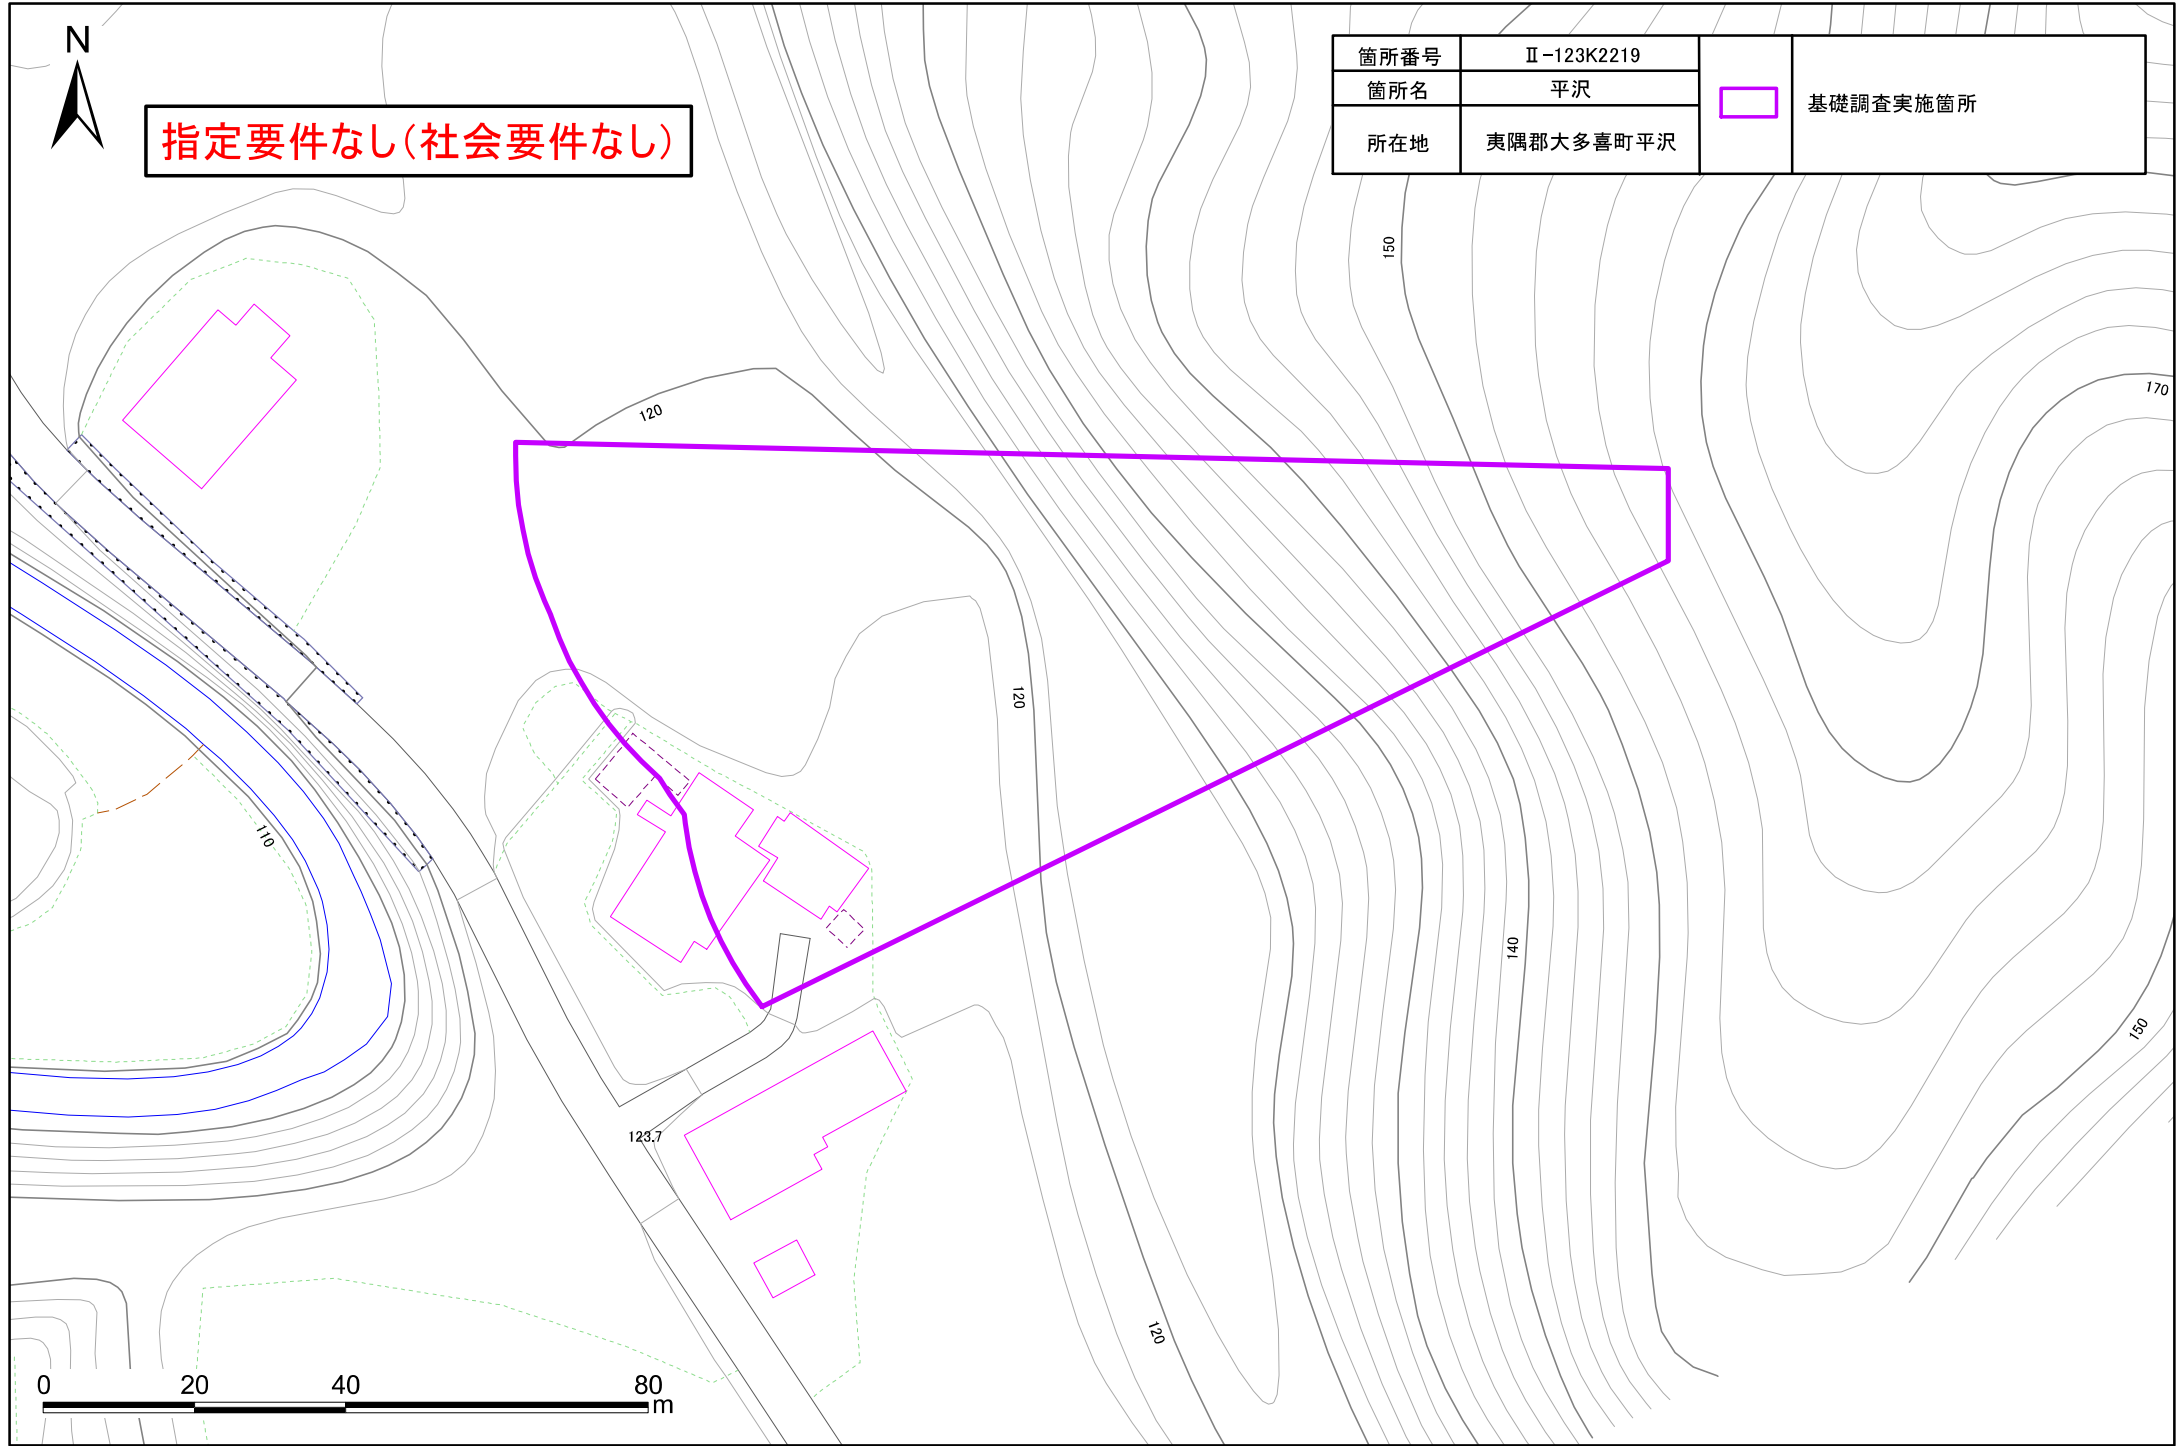 N
指定要件なし(社会要件なし)
箇所番号 Ⅱ-123K2219
箇所名 平沢
所在地 夷隅郡大多喜町平沢
基礎調査実施箇所
150
170
120
120
110
140
150
123.7
120
0 20 40 80
m